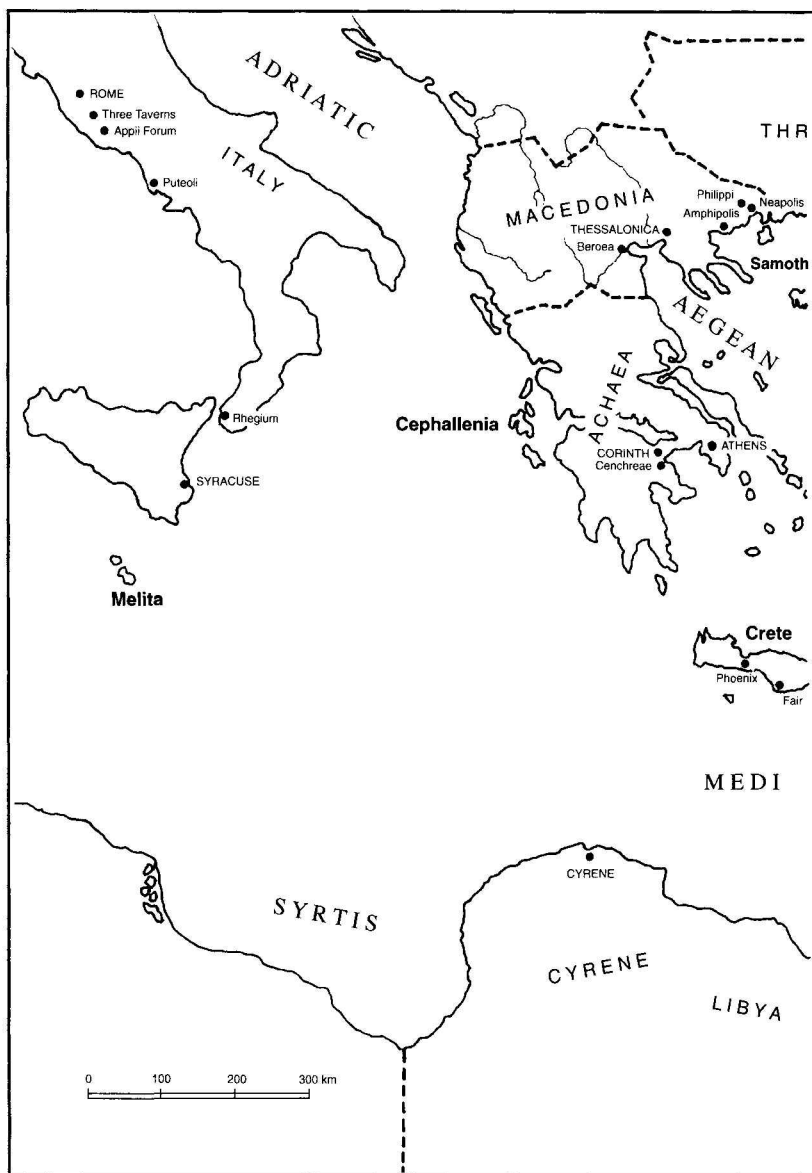 ADRIATIC
ROME
Three Taverns
Appii Forum
ITALY
THR
Puteoli
MACEDONIA
Philippi
Neapolis
Amphipolis
THESSALONICA
Beroea
Samoth
AEGEAN
ACHAEA
Rhegium
Cephallenia
ATHENS
CORINTH
Cenchreae
SYRACUSE
Melita
Crete
Phoenix
Fair
MEDI
CYRENE
SYRTIS
CYRENE
LIBYA
0 100 200 300 km